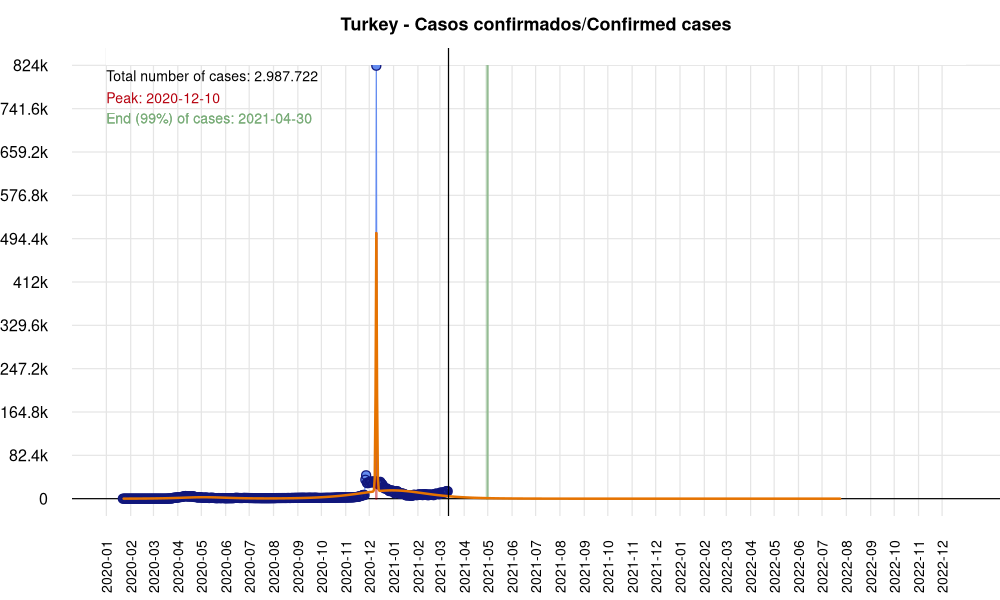 Turkey - Casos confirmados/Confirmed cases
Total number of cases: 2.987.722
Peak: 2020-12-10
End (99%) of cases: 2021-04-30
824k
741.6k
659.2k
576.8k
494.4k
412k
329.6k
247.2k
164.8k
82.4k
0
2020-01
2020-02
2020-03
2020-04
2020-05
2020-06
2020-07
2020-08
2020-09
2020-10
2020-11
2020-12
2021-01
2021-02
2021-03
2021-04
2021-05
2021-06
2021-07
2021-08
2021-09
2021-10
2021-11
2021-12
2022-01
2022-02
2022-03
2022-04
2022-05
2022-06
2022-07
2022-08
2022-09
2022-10
2022-11
2022-12